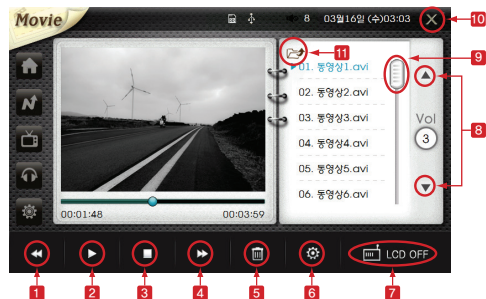 Movie
8 03월16일 (수)03:03
10
11
9
01. 동영상1.avi
02. 동영상2.avi
03. 동영상3.avi
04. 동영상4.avi
05. 동영상5.avi
06. 동영상6.avi
Vol
3
8
00:01:48 00:03:59
LCD OFF
1 2 3 4 5 6 7